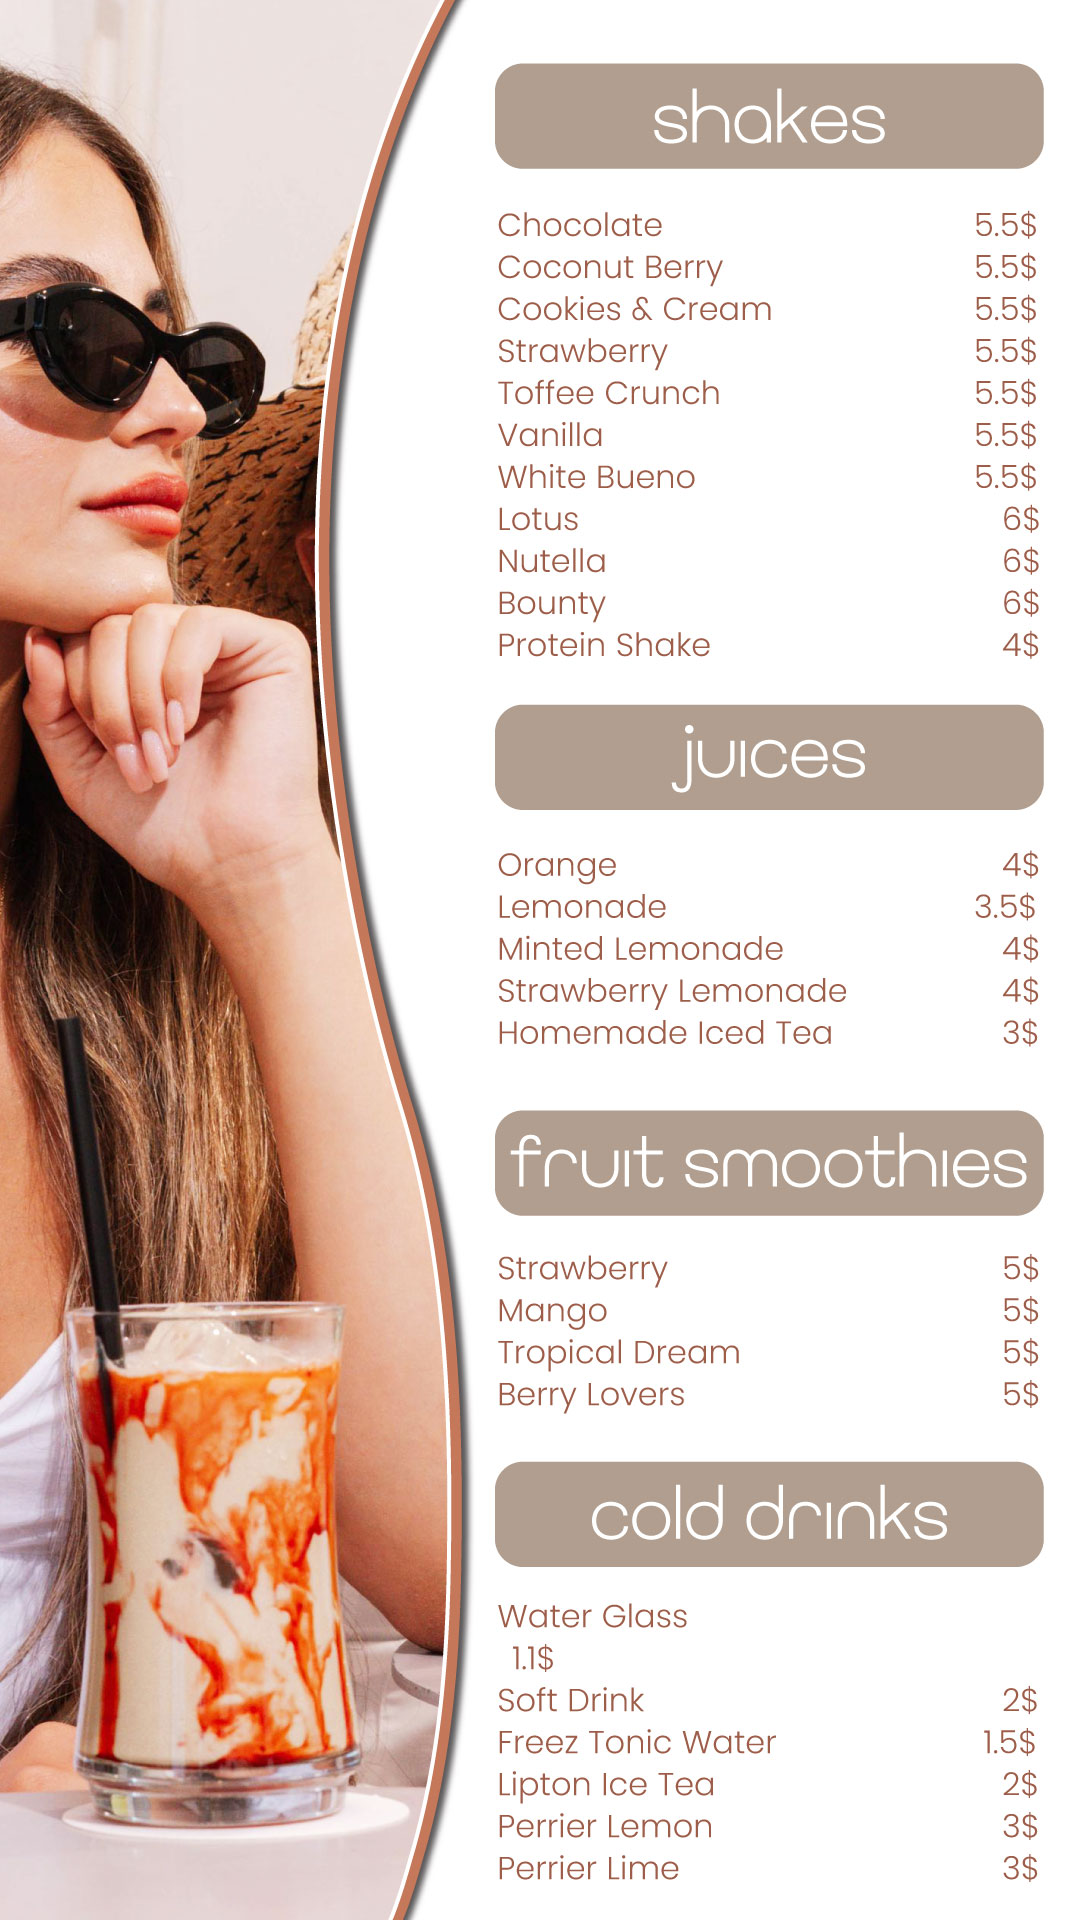 shakes
Chocolate 5.5$
Coconut Berry 5.5$
Cookies & Cream 5.5$
Strawberry 5.5$
Toffee Crunch 5.5$
Vanilla 5.5$
White Bueno 5.5$
Lotus 6$
Nutella 6$
Bounty 6$
Protein Shake 4$
juices
Orange 4$
Lemonade 3.5$
Minted Lemonade 4$
Strawberry Lemonade 4$
Homemade Iced Tea 3$
fruit smoothies
Strawberry 5$
Mango 5$
Tropical Dream 5$
Berry Lovers 5$
cold drinks
Water Glass
1.1$
Soft Drink 2$
Freez Tonic Water 1.5$
Lipton Ice Tea 2$
Perrier Lemon 3$
Perrier Lime 3$